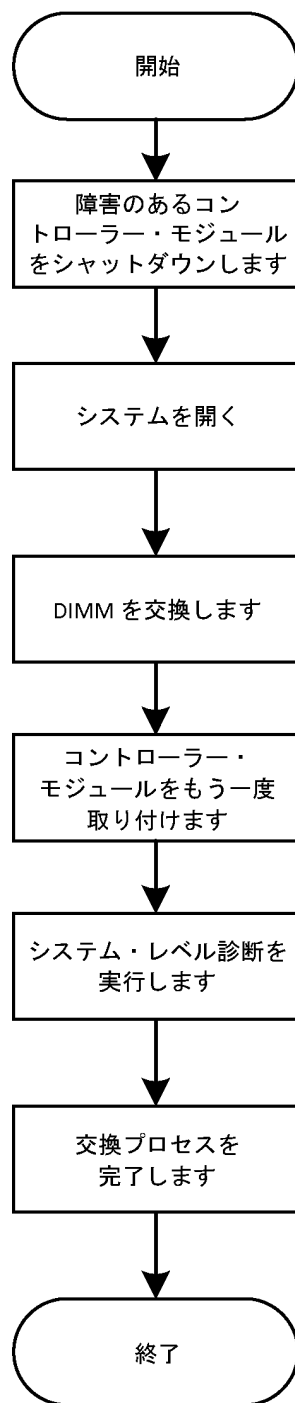 開始
障害のあるコン
トローラー・モジュール
をシャットダウンします
システムを開く
DIMM を交換します
コントローラー・
モジュールをもう一度
取り付けます
システム・レベル診断を
実行します
交換プロセスを
完了します
終了